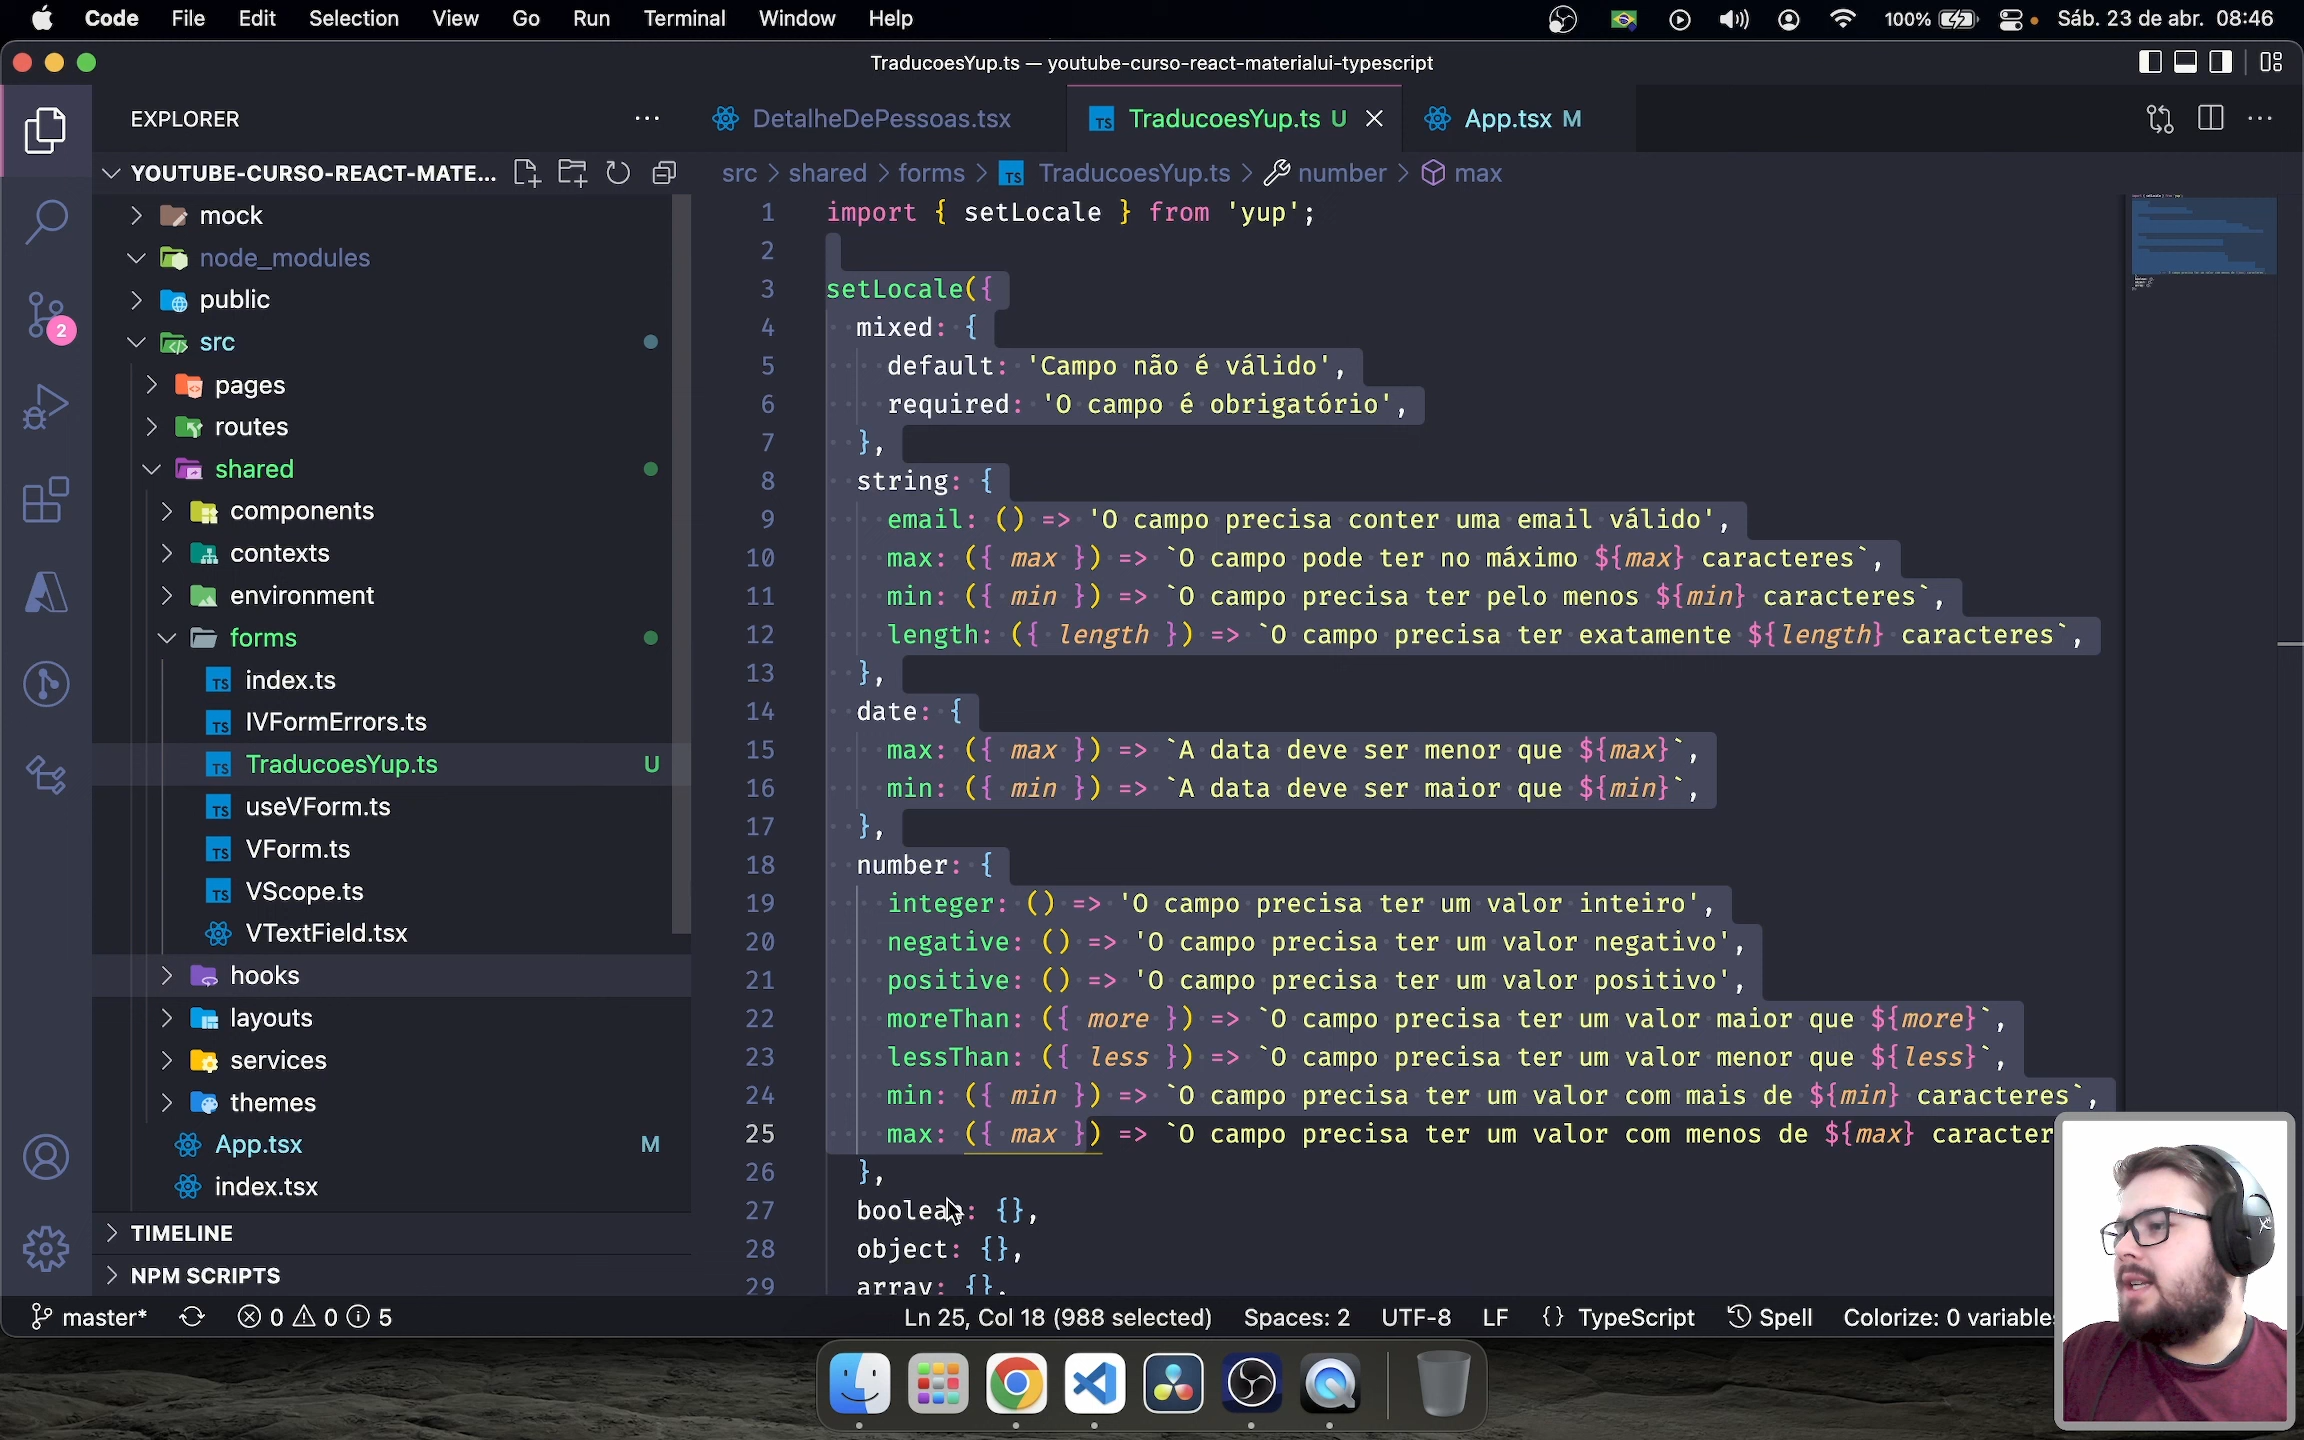 Code File Edit Selection View Go Run Terminal Window Help 100% Sáb. 23 de abr. 08:46
TraducoesYup.ts — youtube-curso-react-materialui-typescript
EXPLORER
DetalheDePessoas.tsx
TS TraducoesYup.ts U
App.tsx M
YOUTUBE-CURSO-REACT-MATE...
src > shared > forms > TS TraducoesYup.ts > number > max
mock
node_modules
public
src
pages
routes
shared
components
contexts
environment
forms
TS index.ts
TS IVFormErrors.ts
TS TraducoesYup.ts U
TS useVForm.ts
TS VForm.ts
TS VScope.ts
VTextField.tsx
hooks
layouts
services
themes
App.tsx M
index.tsx
TIMELINE
NPM SCRIPTS
2
1 import { setLocale } from 'yup';
2
3 setLocale({
4 mixed: {
5 default: 'Campo não é válido',
6 required: 'O campo é obrigatório',
7 },
8 string: {
9 email: () => 'O campo precisa conter uma email válido',
10 max: ({ max }) => `O campo pode ter no máximo ${max} caracteres`,
11 min: ({ min }) => `O campo precisa ter pelo menos ${min} caracteres`,
12 length: ({ length }) => `O campo precisa ter exatamente ${length} caracteres`,
13 },
14 date: {
15 max: ({ max }) => `A data deve ser menor que ${max}`,
16 min: ({ min }) => `A data deve ser maior que ${min}`,
17 },
18 number: {
19 integer: () => 'O campo precisa ter um valor inteiro',
20 negative: () => 'O campo precisa ter um valor negativo',
21 positive: () => 'O campo precisa ter um valor positivo',
22 moreThan: ({ more }) => `O campo precisa ter um valor maior que ${more}`,
23 lessThan: ({ less }) => `O campo precisa ter um valor menor que ${less}`,
24 min: ({ min }) => `O campo precisa ter um valor com mais de ${min} caracteres`,
25 max: ({ max }) => `O campo precisa ter um valor com menos de ${max} caracter
26 },
27 boolean: {},
28 object: {},
29 array: {},
master* 0 0 5 Ln 25, Col 18 (988 selected) Spaces: 2 UTF-8 LF {} TypeScript Spell Colorize: 0 variables